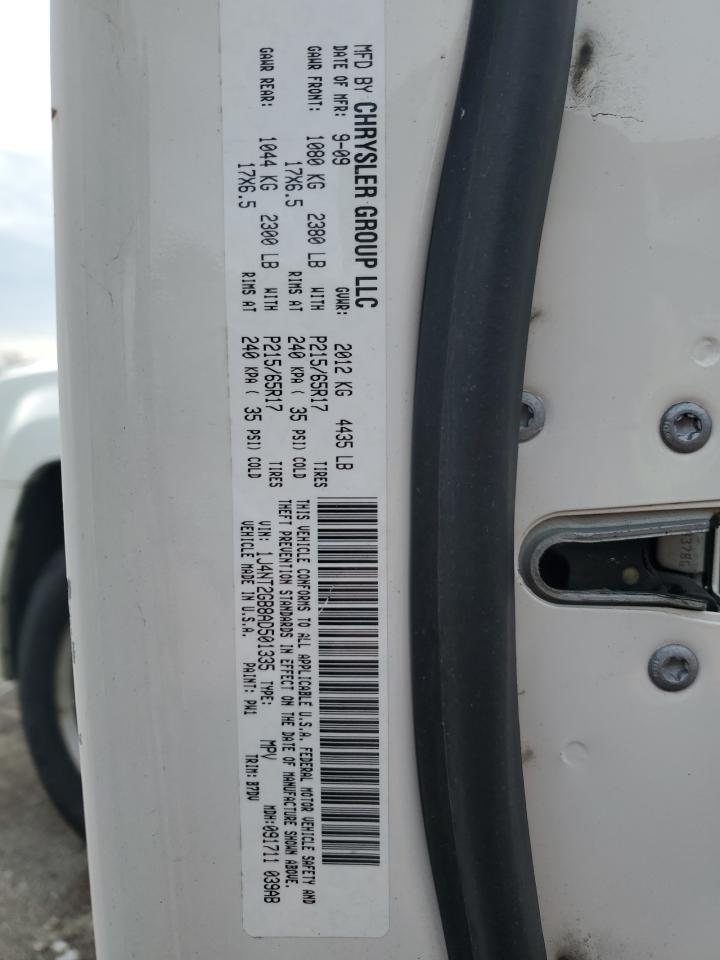 MFD BY CHRYSLER GROUP LLC
DATE OF MFR: 9-09 GVWR: 2012 KG 4435 LB
GAWR FRONT: 1080 KG 2380 LB WITH P215/65R17 TIRES
17X6.5 RIMS AT 240 KPA ( 35 PSI) COLD
GAWR REAR: 1044 KG 2300 LB WITH P215/65R17 TIRES
17X6.5 RIMS AT 240 KPA ( 35 PSI) COLD
THIS VEHICLE CONFORMS TO ALL APPLICABLE U.S.A. FEDERAL MOTOR VEHICLE SAFETY AND
THEFT PREVENTION STANDARDS IN EFFECT ON THE DATE OF MANUFACTURE SHOWN ABOVE.
VIN: 1J4NT2GB8AD501335 TYPE: MPV MDH:091711 039AB
VEHICLE MADE IN U.S.A. PAINT: PW1 TRIM: B7DV